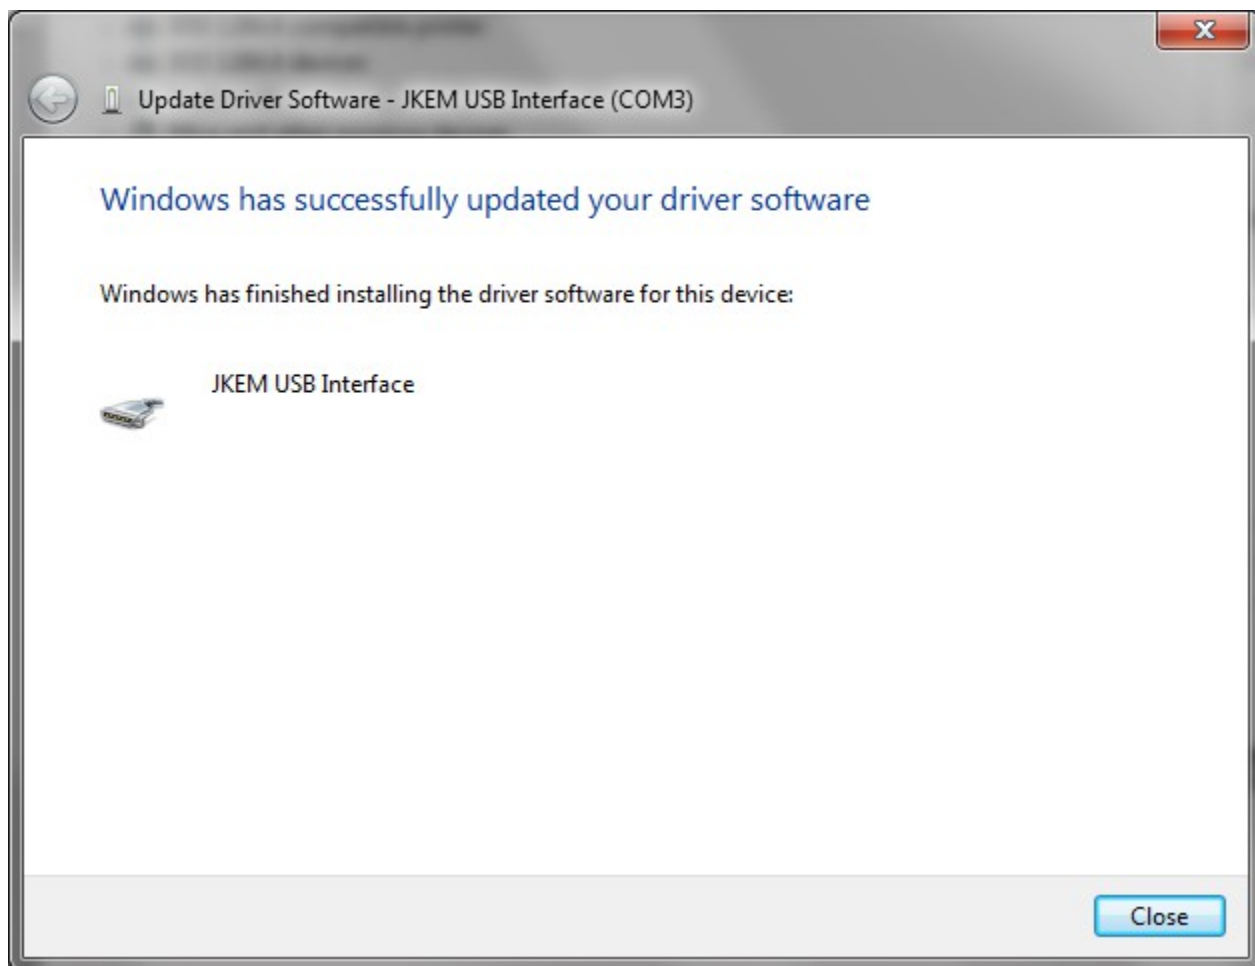 Update Driver Software - JKEM USB Interface (COM3)
Windows has successfully updated your driver software
Windows has finished installing the driver software for this device:
JKEM USB Interface
Close